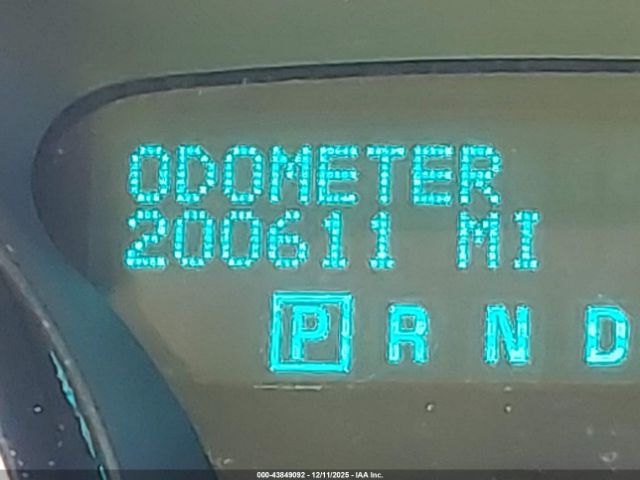 ODOMETER
200611 MI
P R N D
000-43849092 - 12/11/2025 - IAA Inc.